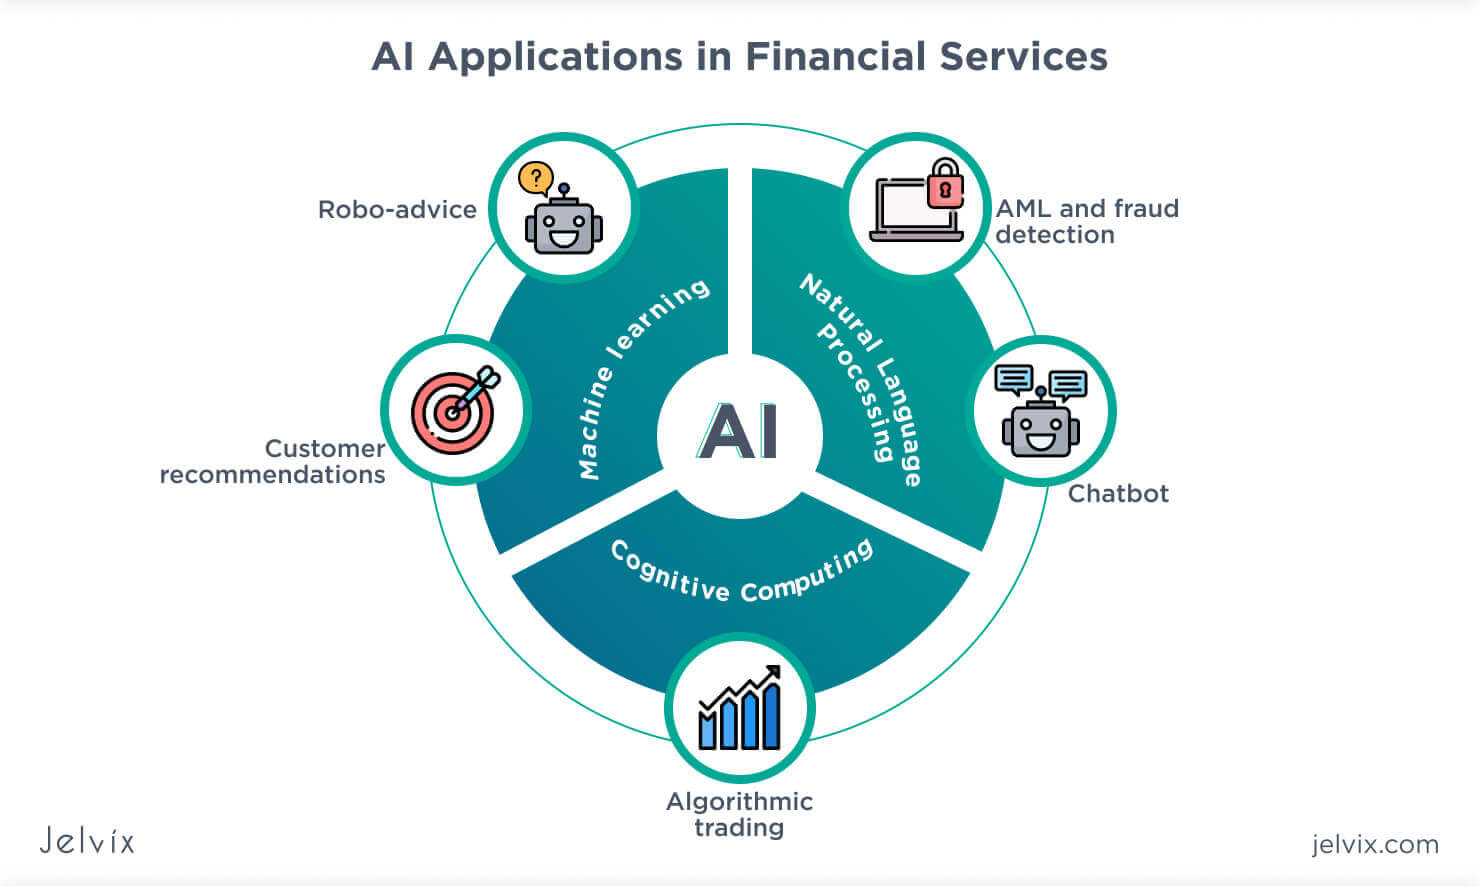 AI Applications in Financial Services
Robo-advice
?
AML and fraud
detection
Machine learning
Natural Language
Processing
AI
Customer
recommendations
Chatbot
Cognitive Computing
Algorithmic
trading
Jelvix
jelvix.com